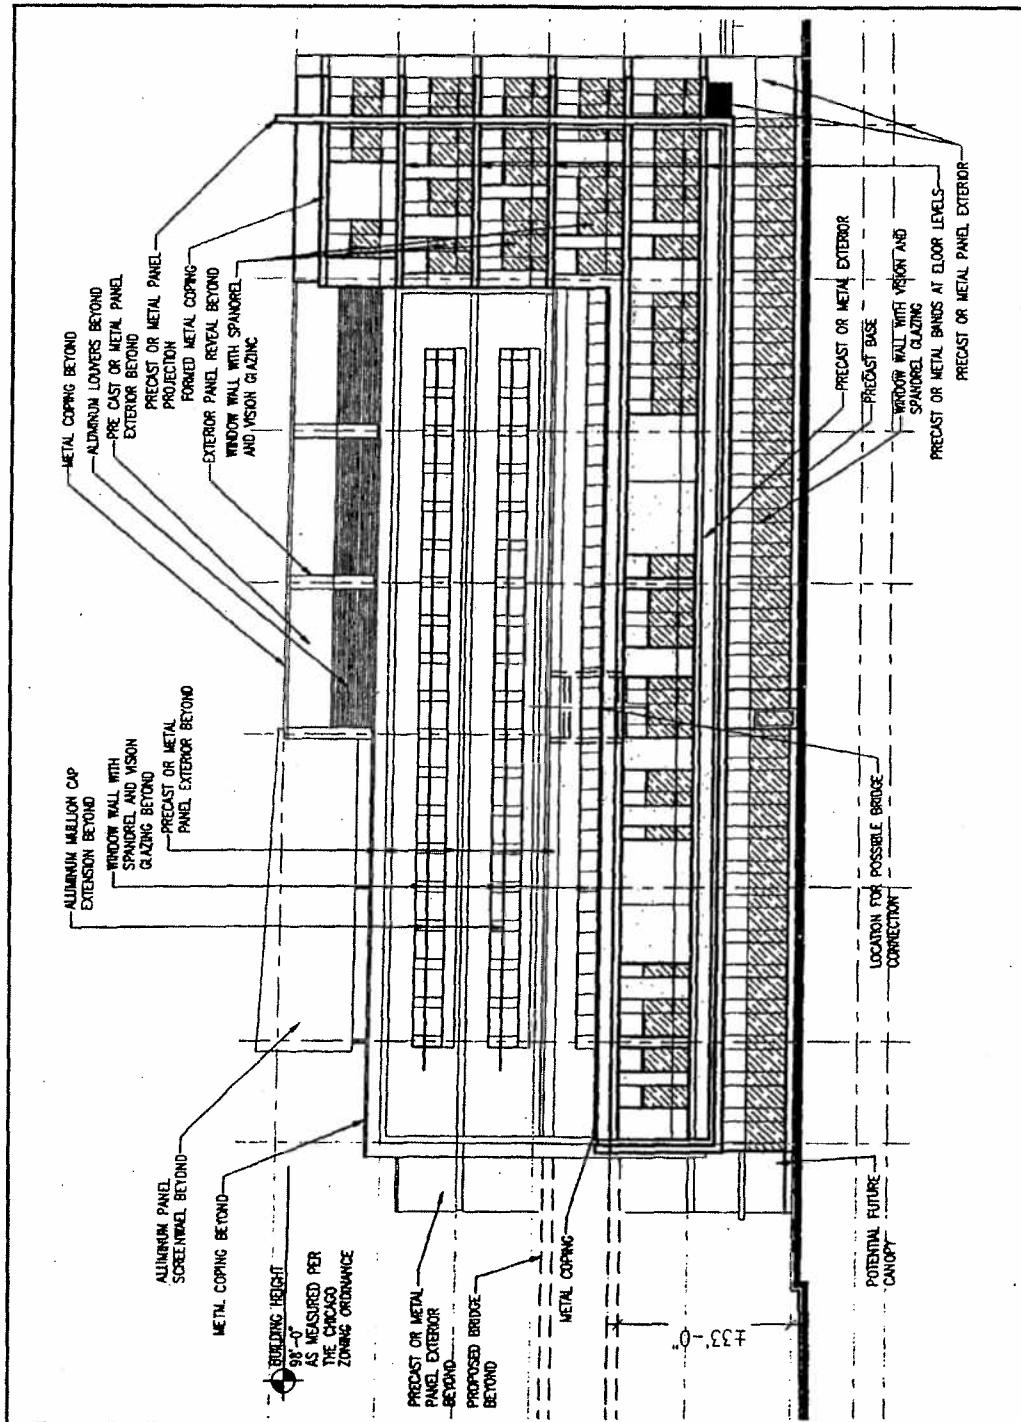 METAL COPING BEYOND
ALUMINUM LOUVERS BEYOND
PRE CAST OR METAL PANEL
EXTERIOR BEYOND
PRECAST OR METAL PANEL
PROJECTION
FORMED METAL COPING
EXTERIOR PANEL REVEAL BEYOND
WINDOW WALL WITH SPANDREL
AND VISION GLAZING
ALUMINUM MULLION CAP
EXTENSION BEYOND
WINDOW WALL WITH
SPANDREL AND VISION
GLAZING BEYOND
PRECAST OR METAL
PANEL EXTERIOR BEYOND
ALUMINUM PANEL
SCREENWAEL BEYOND
METAL COPING BEYOND
BUILDING HEIGHT
98'-0"
AS MEASURED PER
THE CHICAGO
ZONING ORDINANCE
PRECAST OR METAL
PANEL EXTERIOR
BEYOND
PROPOSED BRIDGE
BEYOND
METAL COPING
±33'-0"
POTENTIAL FUTURE
CANOPY
LOCATION FOR POSSIBLE BRIDGE
CONNECTION
PRECAST OR METAL EXTERIOR
PRECAST BASE
WINDOW WALL WITH VISION AND
SPANDREL GLAZING
PRECAST OR METAL BANDS AT FLOOR LEVELS
PRECAST OR METAL PANEL EXTERIOR